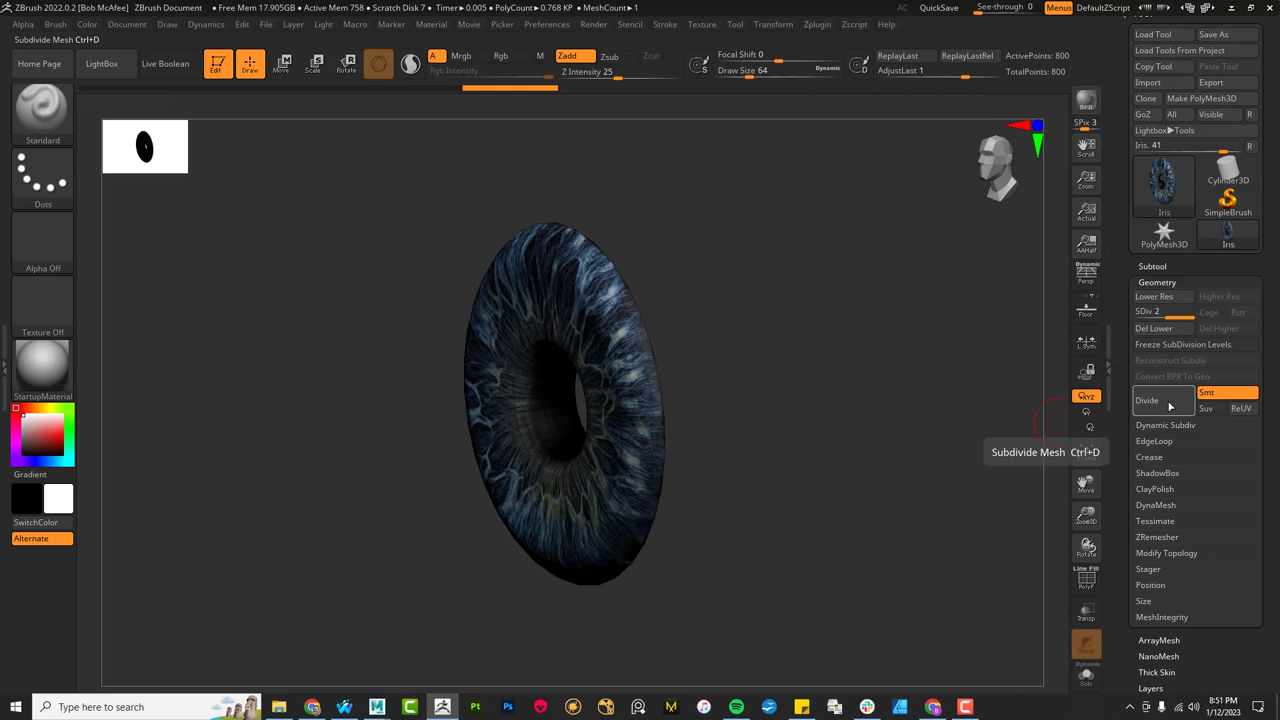 ZBrush 2022.0.2 [Bob McAfee]   ZBrush Document   • Free Mem 17.905GB • Active Mem 758 • Scratch Disk 7 • Timer▶0.005 • PolyCount▶0.768 KP • MeshCount▶1
AC QuickSave See-through 0 Menus DefaultZScript
Alpha Brush Color Document Draw Dynamics Edit File Layer Light Macro Marker Material Movie Picker Preferences Render Stencil Stroke Texture Tool Transform Zplugin Zscript Help
Subdivide Mesh Ctrl+D
Home Page LightBox Live Boolean Edit Draw Move Scale Rotate
A Mrgb Rgb M Zadd Zsub Zcut
Rgb Intensity Z Intensity 25
Focal Shift 0
Draw Size 64 Dynamic
S D
ReplayLast ReplayLastRel ActivePoints: 800
AdjustLast 1 TotalPoints: 800
Standard
Dots
Alpha Off
Texture Off
StartupMaterial
Gradient
SwitchColor
Alternate
BPR
SPix 3
Scroll
Zoom
Actual
AAHalf
Dynamic
Persp
Floor
L.Sym
XYZ
Move
Zoom3D
Rotate
Line Fill
PolyF
Transp
Dynamic
Solo
Subdivide Mesh Ctrl+D
Tool
Load Tool Save As
Load Tools From Project
Copy Tool Paste Tool
Import Export
Clone Make PolyMesh3D
GoZ All Visible R
Lightbox▶Tools
Iris. 41 R
Iris Cylinder3D
SimpleBrush
PolyMesh3D Iris
Subtool
Geometry
Lower Res Higher Res
SDiv 2 Cage Rstr
Del Lower Del Higher
Freeze SubDivision Levels
Reconstruct Subdiv
Convert BPR To Geo
Divide Smt
Suv ReUV
Dynamic Subdiv
EdgeLoop
Crease
ShadowBox
ClayPolish
DynaMesh
Tessimate
ZRemesher
Modify Topology
Stager
Position
Size
MeshIntegrity
ArrayMesh
NanoMesh
Thick Skin
Layers
Type here to search
8:51 PM
1/12/2023